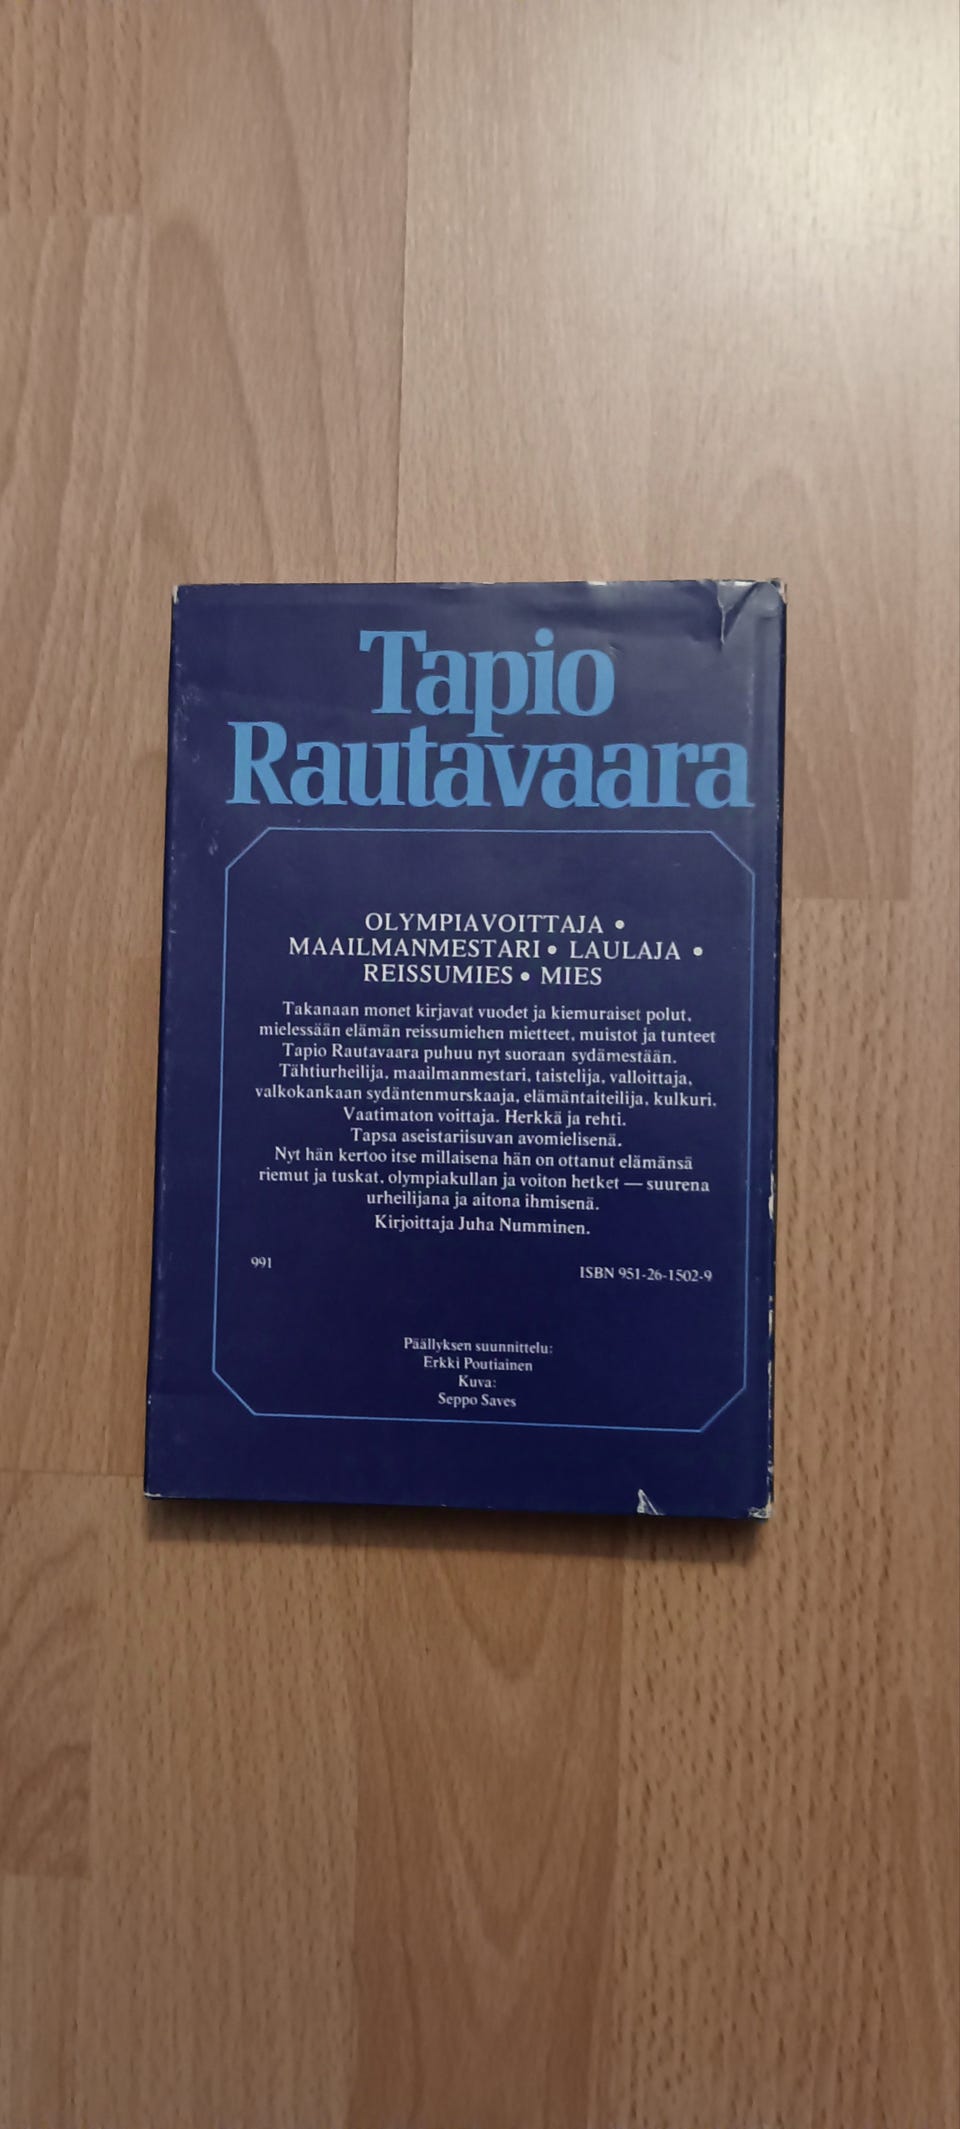 Tapio
Rautavaara
OLYMPIAVOITTAJA •
MAAILMANMESTARI • LAULAJA •
REISSUMIES • MIES
Takanaan monet kirjavat vuodet ja kiemuraiset polut,
mielessään elämän reissumiehen mietteet, muistot ja tunteet
Tapio Rautavaara puhuu nyt suoraan sydämestään.
Tähtiurheilija, maailmanmestari, taistelija, valloittaja,
valkokankaan sydäntenmurskaaja, elämäntaiteilija, kulkuri.
Vaatimaton voittaja. Herkkä ja rehti.
Tapsa aseistariisuvan avomielisenä.
Nyt hän kertoo itse millaisena hän on ottanut elämänsä
riemut ja tuskat, olympiakullan ja voiton hetket — suurena
urheilijana ja aitona ihmisenä.
Kirjoittaja Juha Numminen.
991
ISBN 951-26-1502-9
Päällyksen suunnittelu:
Erkki Poutiainen
Kuva:
Seppo Saves